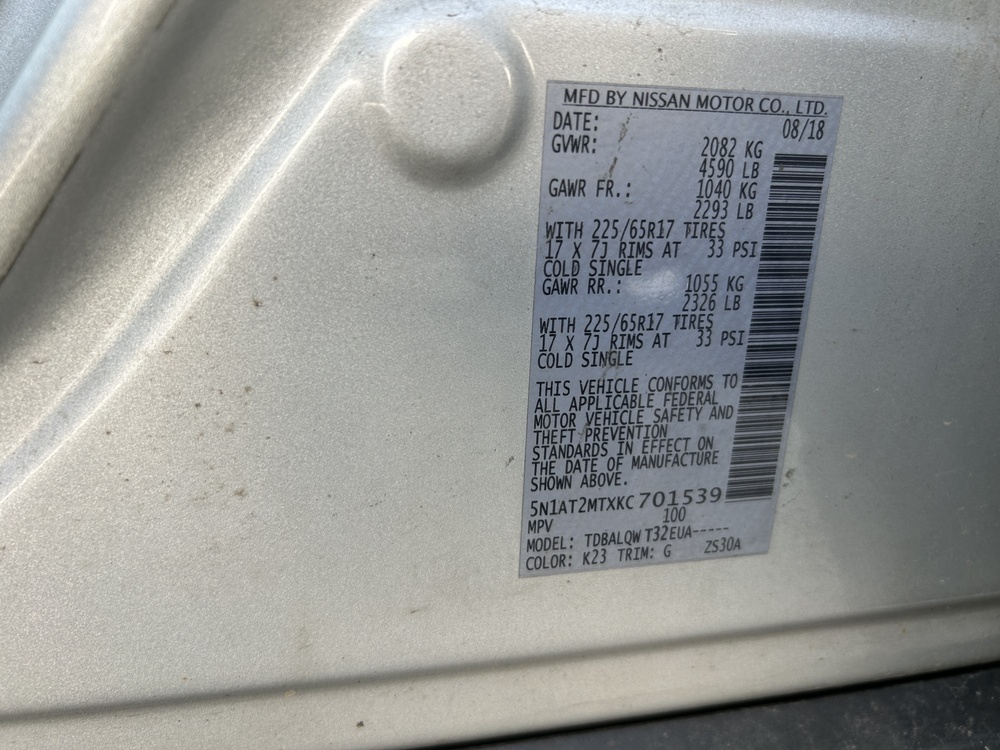 MFD BY NISSAN MOTOR CO., LTD.
DATE: 08/18
GVWR: 2082 KG
4590 LB
GAWR FR.: 1040 KG
2293 LB
WITH 225/65R17 TIRES
17 X 7J RIMS AT 33 PSI
COLD SINGLE
GAWR RR.: 1055 KG
2326 LB
WITH 225/65R17 TIRES
17 X 7J RIMS AT 33 PSI
COLD SINGLE
THIS VEHICLE CONFORMS TO
ALL APPLICABLE FEDERAL
MOTOR VEHICLE SAFETY AND
THEFT PREVENTION
STANDARDS IN EFFECT ON
THE DATE OF MANUFACTURE
SHOWN ABOVE.
5N1AT2MTXKC701539
MPV 100
MODEL: TDBALQWT32EUA-----
COLOR: K23 TRIM: G ZS30A